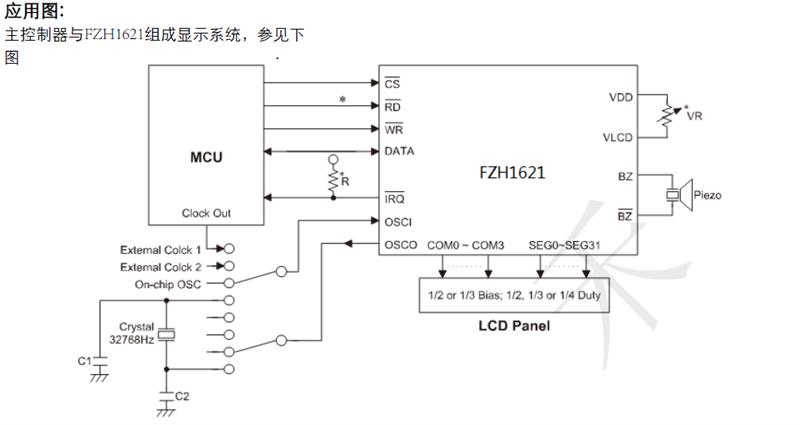 应用图:
主控制器与FZH1621组成显示系统，参见下
图
.
MCU
Clock Out
*
*
R
CS
RD
WR
DATA
IRQ
OSCI
OSCO
FZH1621
VDD
VLCD
BZ
BZ
COM0 ~ COM3
SEG0~SEG31
*
VR
Piezo
External Colck 1
External Colck 2
On-chip OSC
Crystal
32768Hz
C1
C2
1/2 or 1/3 Bias; 1/2, 1/3 or 1/4 Duty
LCD Panel
禾